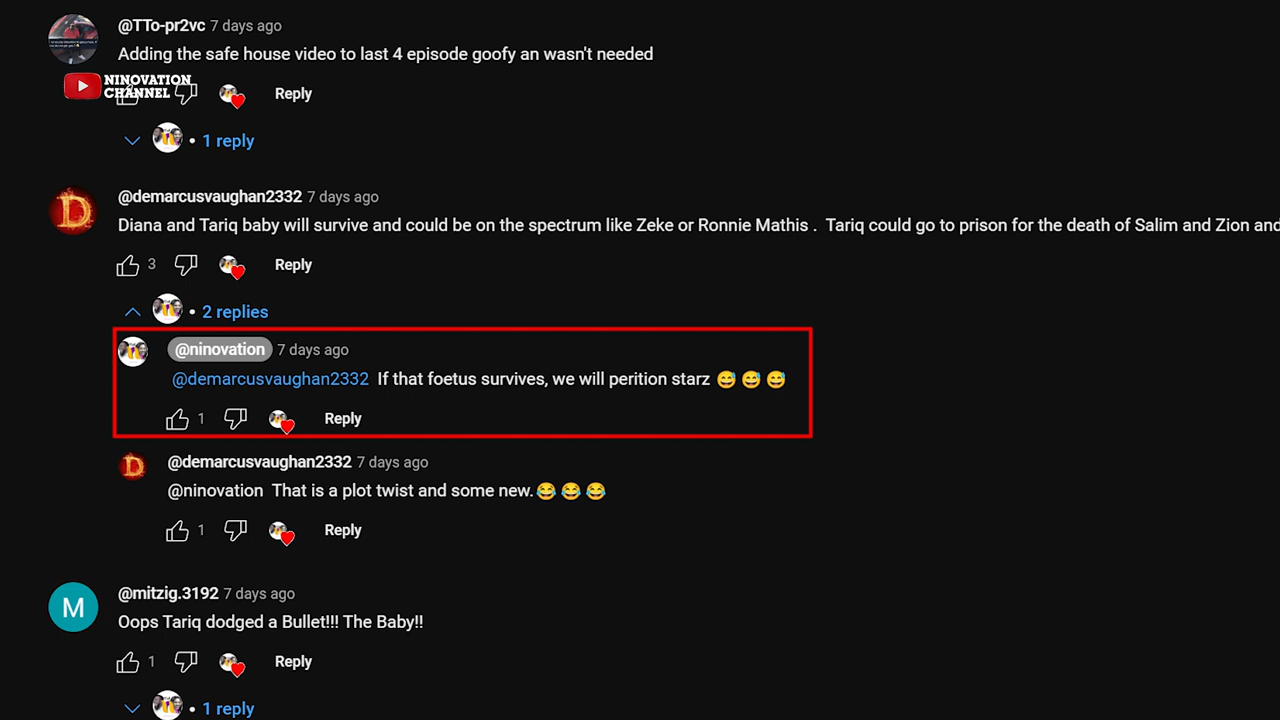 @TTo-pr2vc 7 days ago
Adding the safe house video to last 4 episode goofy an wasn't needed
NINOVATION
CHANNEL
Reply
• 1 reply
D
@demarcusvaughan2332 7 days ago
Diana and Tariq baby will survive and could be on the spectrum like Zeke or Ronnie Mathis . Tariq could go to prison for the death of Salim and Zion and
3 Reply
• 2 replies
@ninovation 7 days ago
@demarcusvaughan2332 If that foetus survives, we will perition starz 😅 😅 😅
1 Reply
D
@demarcusvaughan2332 7 days ago
@ninovation That is a plot twist and some new.😂 😂 😂
1 Reply
M
@mitzig.3192 7 days ago
Oops Tariq dodged a Bullet!!! The Baby!!
1 Reply
• 1 reply